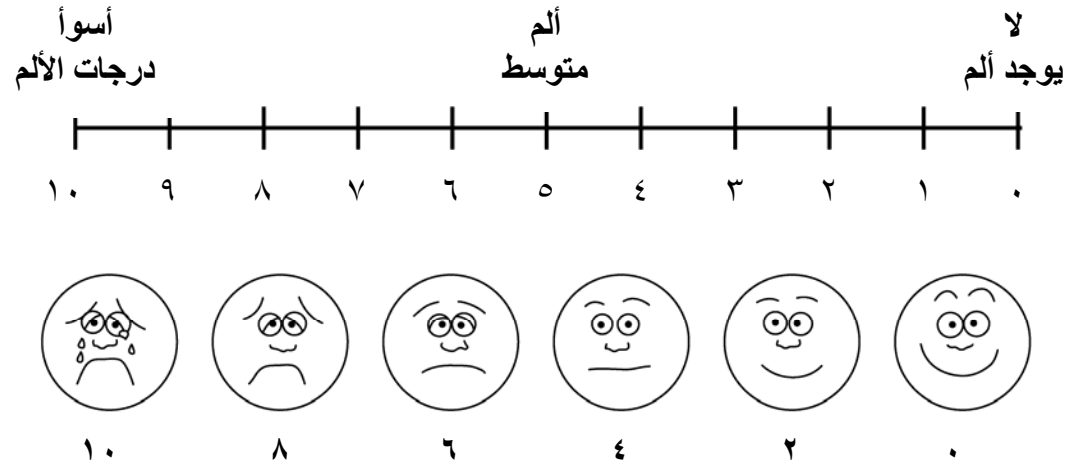 لا
يوجد ألم
ألم
متوسط
أسوأ
درجات الألم
٠ ١ ٢ ٣ ٤ ٥ ٦ ٧ ٨ ٩ ١٠
٠ ٢ ٤ ٦ ٨ ١٠